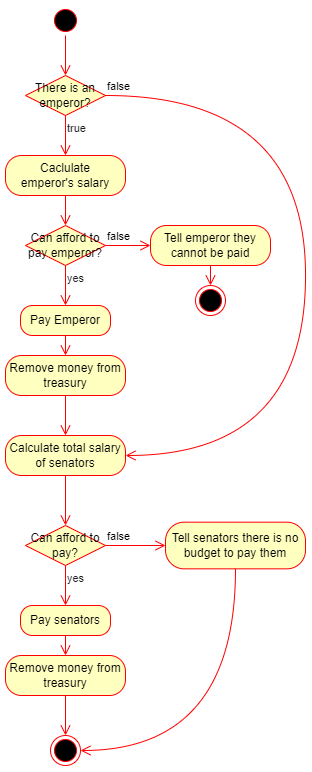 There is an
emperor?
false
true
Caclulate
emperor's salary
Can afford to
pay emperor?
false
Tell emperor they
cannot be paid
yes
Pay Emperor
Remove money from
treasury
Calculate total salary
of senators
Can afford to
pay?
false
Tell senators there is no
budget to pay them
yes
Pay senators
Remove money from
treasury